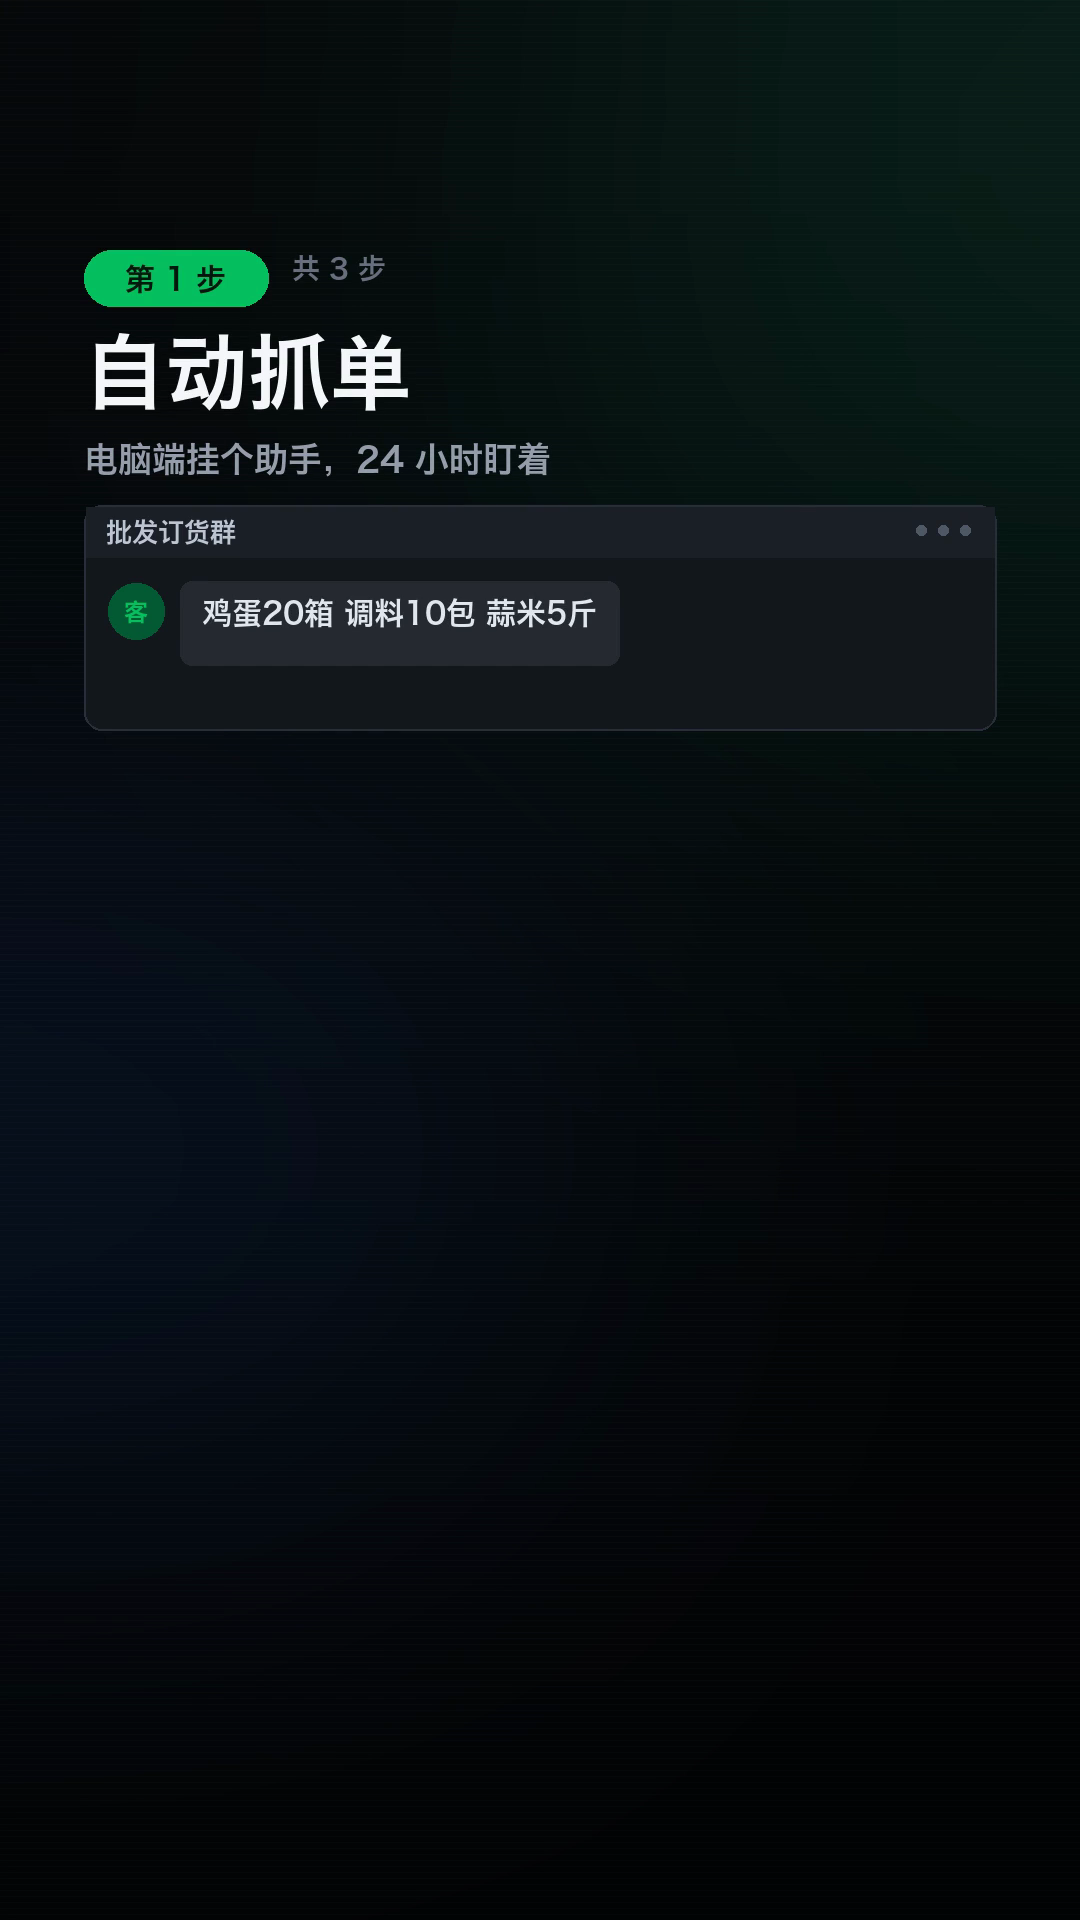 第 1 步
共 3 步
自动抓单
电脑端挂个助手，24 小时盯着
批发订货群
客
鸡蛋20箱 调料10包 蒜米5斤